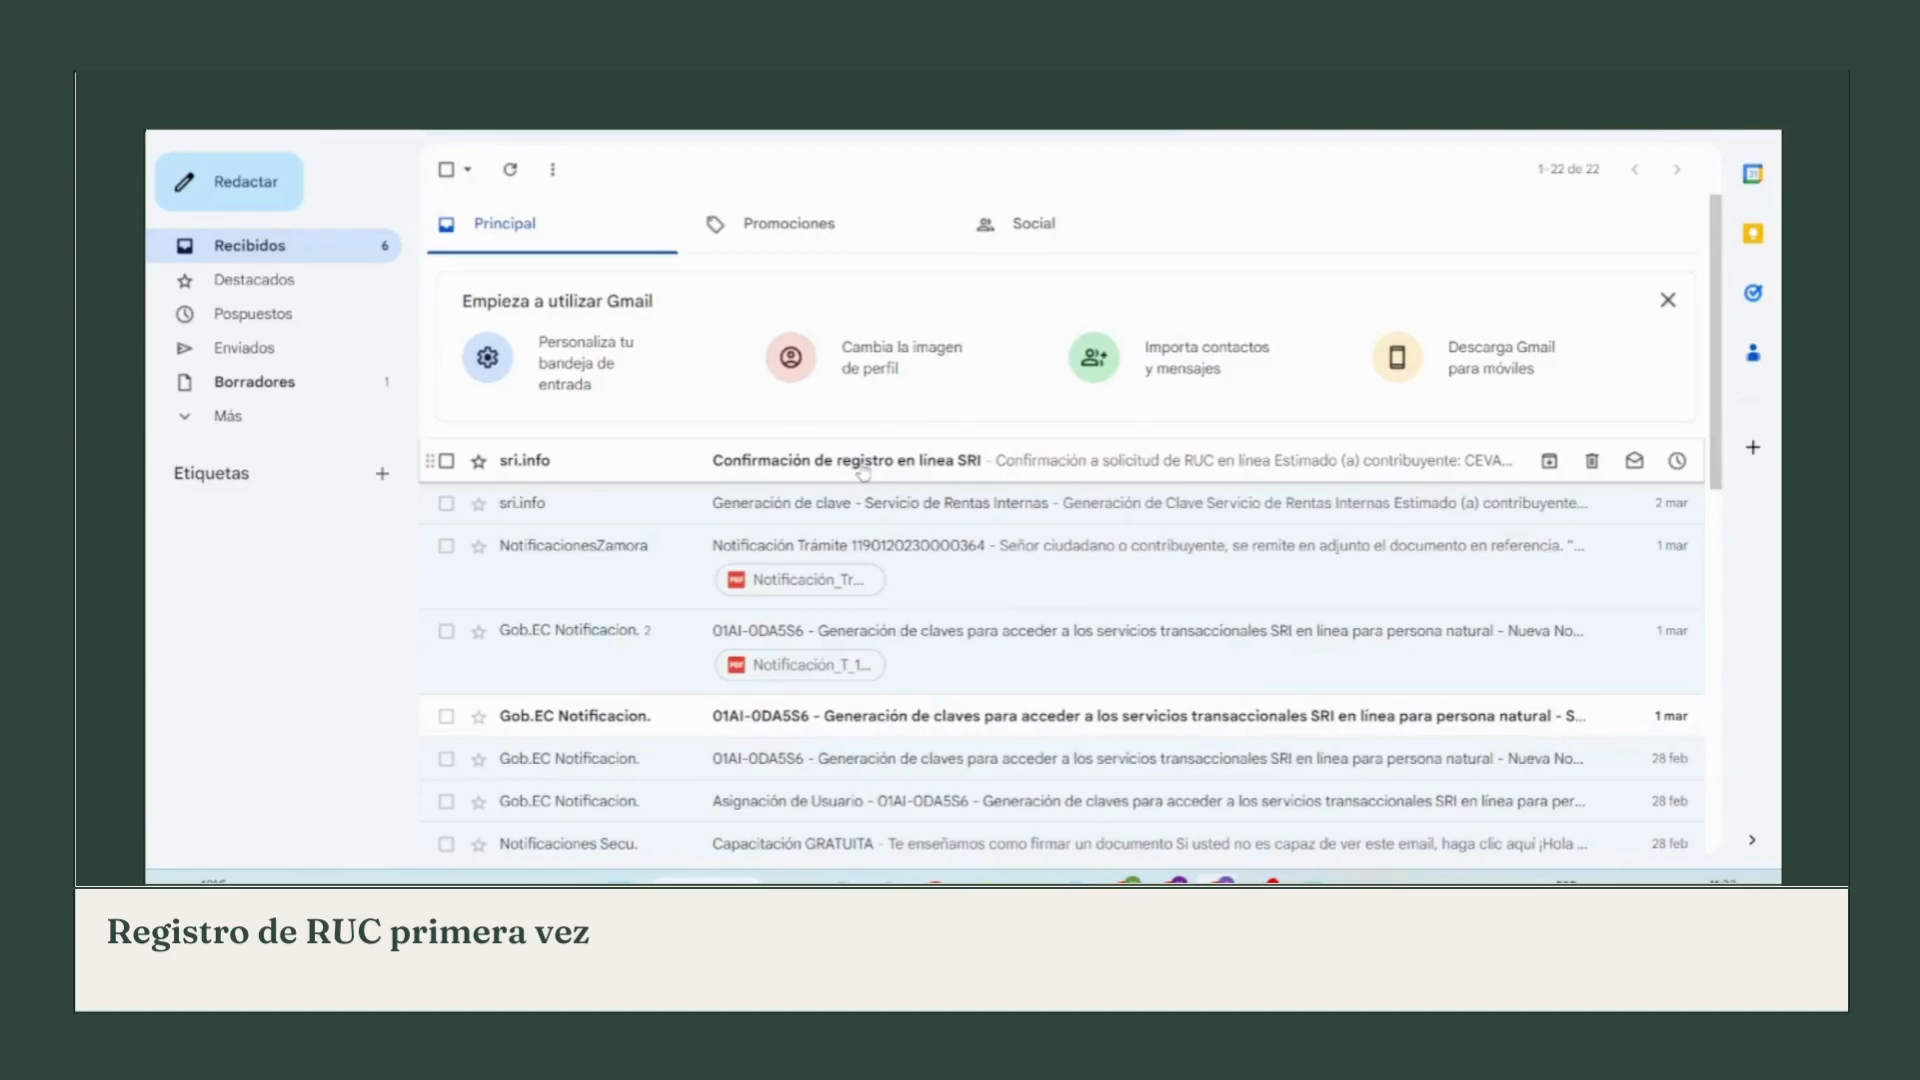 Redactar
Recibidos 6
Destacados
Pospuestos
Enviados
Borradores 1
Más
Etiquetas
1-22 de 22
Principal
Promociones
Social
Empieza a utilizar Gmail
Personaliza tu
bandeja de
entrada
Cambia la imagen
de perfil
Importa contactos
y mensajes
Descarga Gmail
para móviles
sri.info Confirmación de registro en línea SRI - Confirmación a solicitud de RUC en línea Estimado (a) contribuyente: CEVA...
sri.info Generación de clave - Servicio de Rentas Internas - Generación de Clave Servicio de Rentas Internas Estimado (a) contribuyente... 2 mar
NotificacionesZamora Notificación Trámite 1190120230000364 - Señor ciudadano o contribuyente, se remite en adjunto el documento en referencia. "... 1 mar
PDF Notificación_Tr...
Gob.EC Notificacion. 2 01AI-0DA5S6 - Generación de claves para acceder a los servicios transaccionales SRI en línea para persona natural - Nueva No... 1 mar
PDF Notificación_T_1...
Gob.EC Notificacion. 01AI-0DA5S6 - Generación de claves para acceder a los servicios transaccionales SRI en línea para persona natural - S... 1 mar
Gob.EC Notificacion. 01AI-0DA5S6 - Generación de claves para acceder a los servicios transaccionales SRI en línea para persona natural - Nueva No... 28 feb
Gob.EC Notificacion. Asignación de Usuario - 01AI-0DA5S6 - Generación de claves para acceder a los servicios transaccionales SRI en línea para per... 28 feb
Notificaciones Secu. Capacitación GRATUITA - Te enseñamos como firmar un documento Si usted no es capaz de ver este email, haga clic aquí ¡Hola ... 28 feb
31
Registro de RUC primera vez